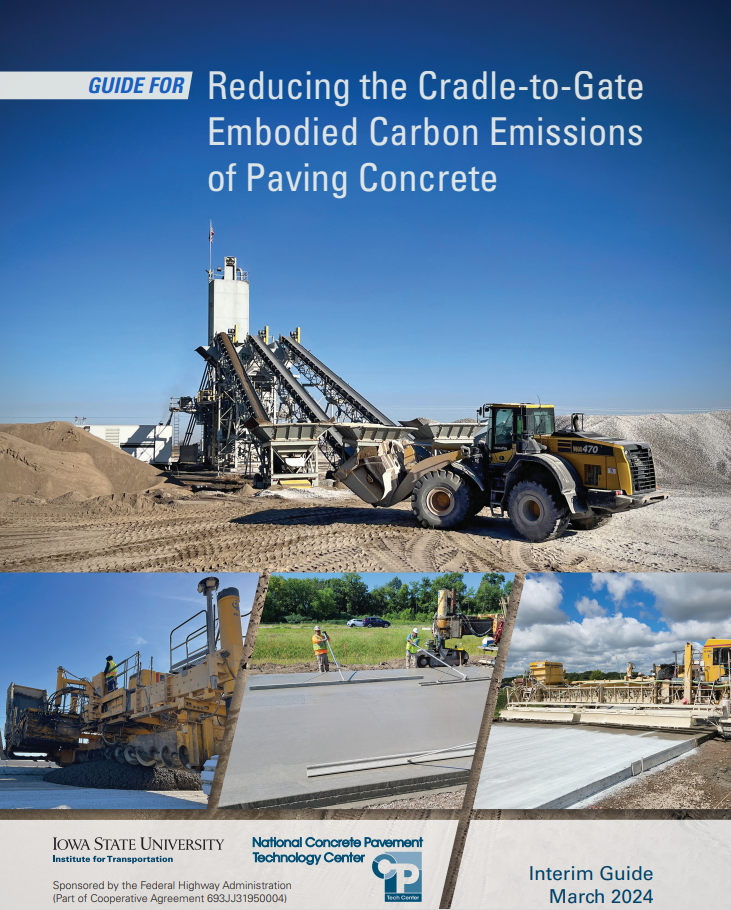 GUIDE FOR
Reducing the Cradle-to-Gate
Embodied Carbon Emissions
of Paving Concrete
470
IOWA STATE UNIVERSITY
Institute for Transportation
National Concrete Pavement
Technology Center
CP
Tech Center
Sponsored by the Federal Highway Administration
(Part of Cooperative Agreement 693JJ31950004)
Interim Guide
March 2024